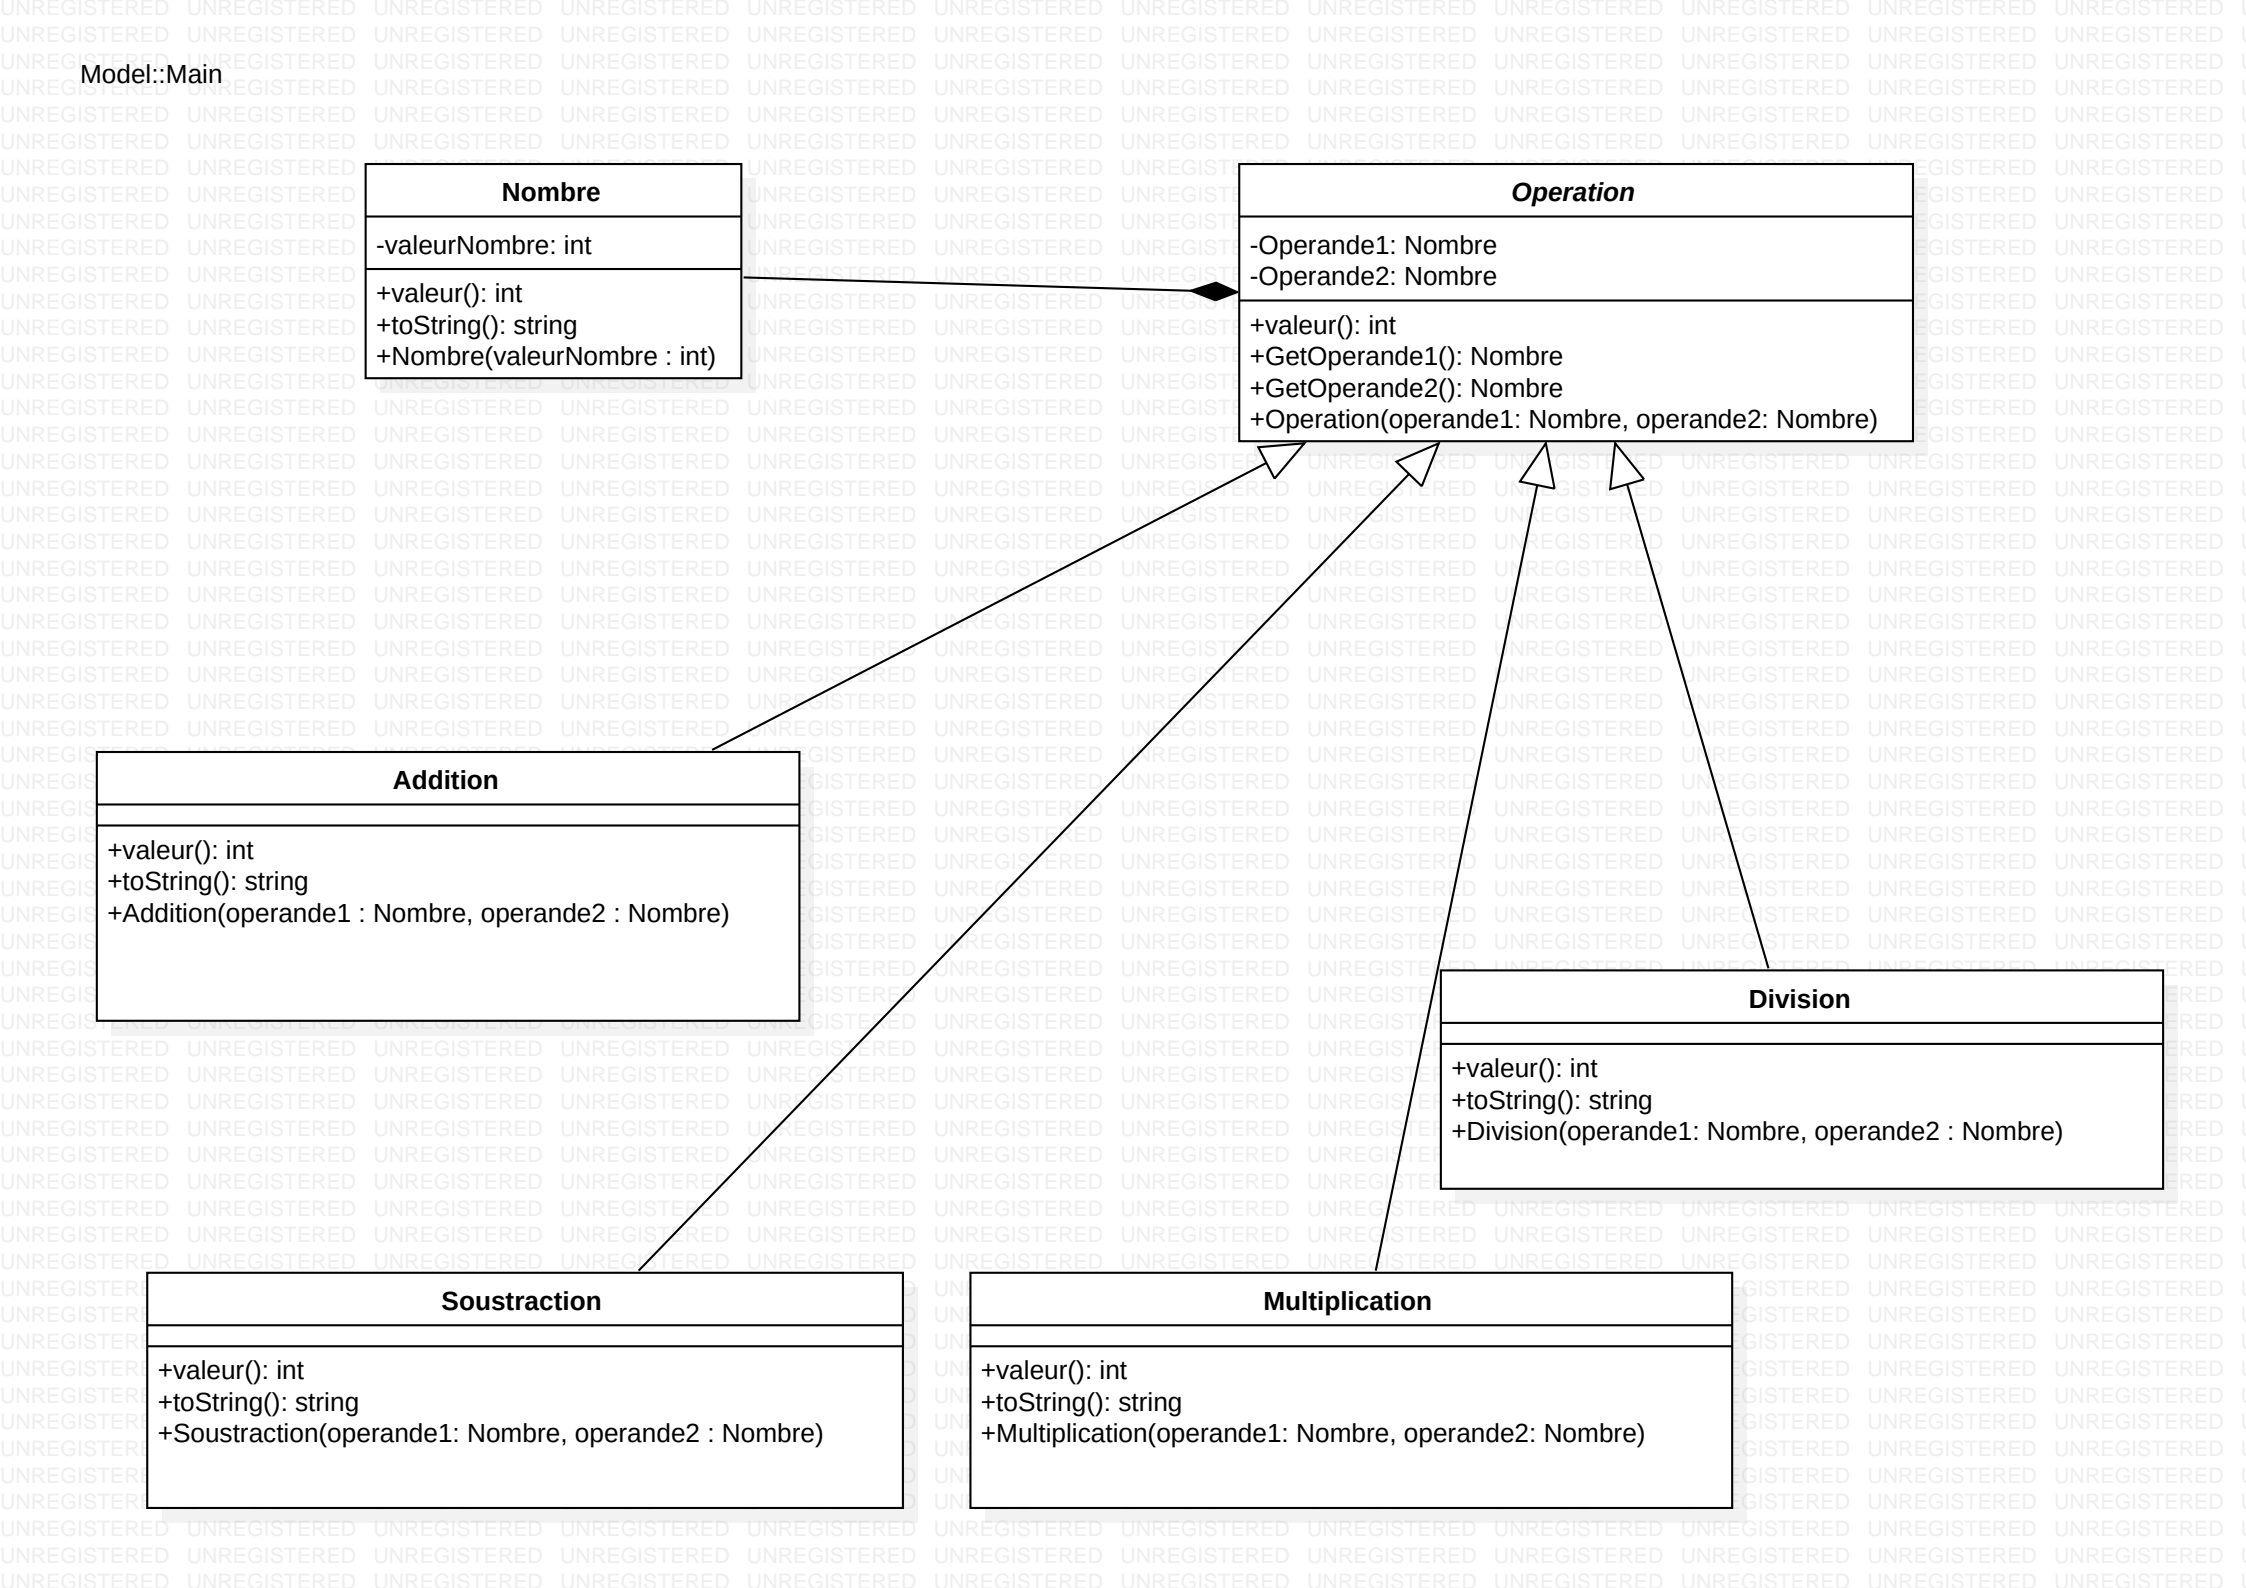 Model::Main
Nombre
-valeurNombre: int
+valeur(): int
+toString(): string
+Nombre(valeurNombre : int)
Operation
-Operande1: Nombre
-Operande2: Nombre
+valeur(): int
+GetOperande1(): Nombre
+GetOperande2(): Nombre
+Operation(operande1: Nombre, operande2: Nombre)
Addition
+valeur(): int
+toString(): string
+Addition(operande1 : Nombre, operande2 : Nombre)
Division
+valeur(): int
+toString(): string
+Division(operande1: Nombre, operande2 : Nombre)
Soustraction
+valeur(): int
+toString(): string
+Soustraction(operande1: Nombre, operande2 : Nombre)
Multiplication
+valeur(): int
+toString(): string
+Multiplication(operande1: Nombre, operande2: Nombre)
UNREGISTERED